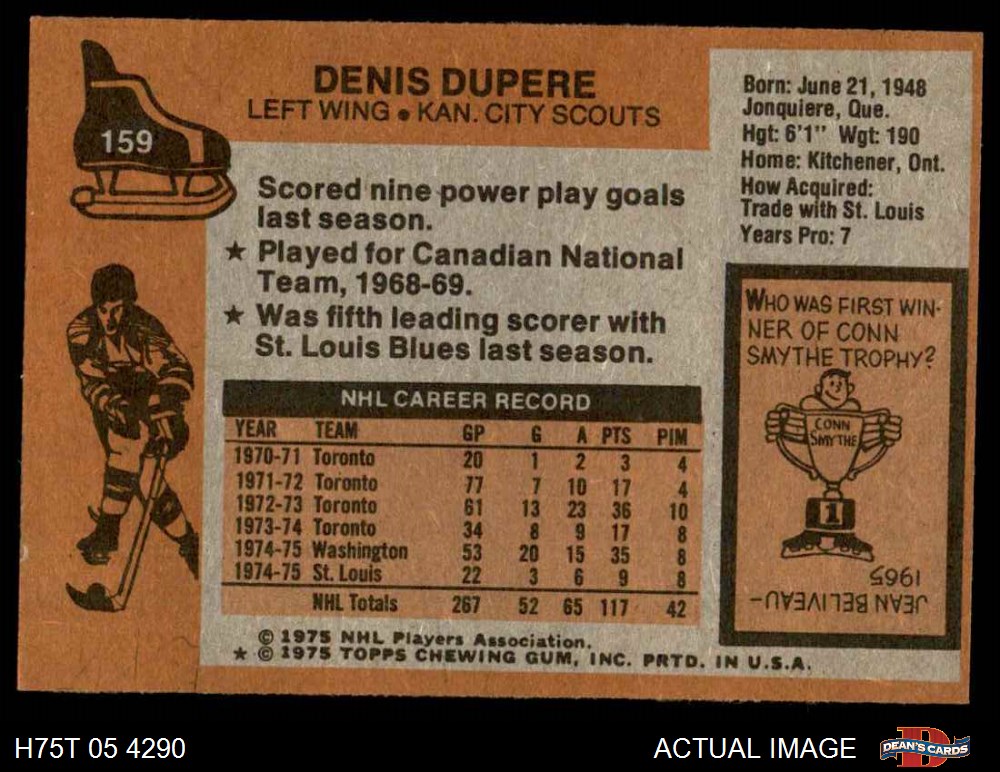 159
DENIS DUPERE
LEFT WING • KAN. CITY SCOUTS
Born: June 21, 1948
Jonquiere, Que.
Hgt: 6'1" Wgt: 190
Home: Kitchener, Ont.
How Acquired:
Trade with St. Louis
Years Pro: 7
Scored nine power play goals
last season.
★ Played for Canadian National
Team, 1968-69.
★ Was fifth leading scorer with
St. Louis Blues last season.
NHL CAREER RECORD
YEAR TEAM GP G A PTS PIM
1970-71 Toronto 20 1 2 3 4
1971-72 Toronto 77 7 10 17 4
1972-73 Toronto 61 13 23 36 10
1973-74 Toronto 34 8 9 17 8
1974-75 Washington 53 20 15 35 8
1974-75 St. Louis 22 3 6 9 8
NHL Totals 267 52 65 117 42
WHO WAS FIRST WIN-
NER OF CONN
SMYTHE TROPHY?
CONN
SMYTHE
1
JEAN BELIVEAU-
1965
© 1975 NHL Players Association.
★ © 1975 TOPPS CHEWING GUM, INC. PRTD. IN U.S.A.
H75T 05 4290
ACTUAL IMAGE
D
DEAN'S CARDS